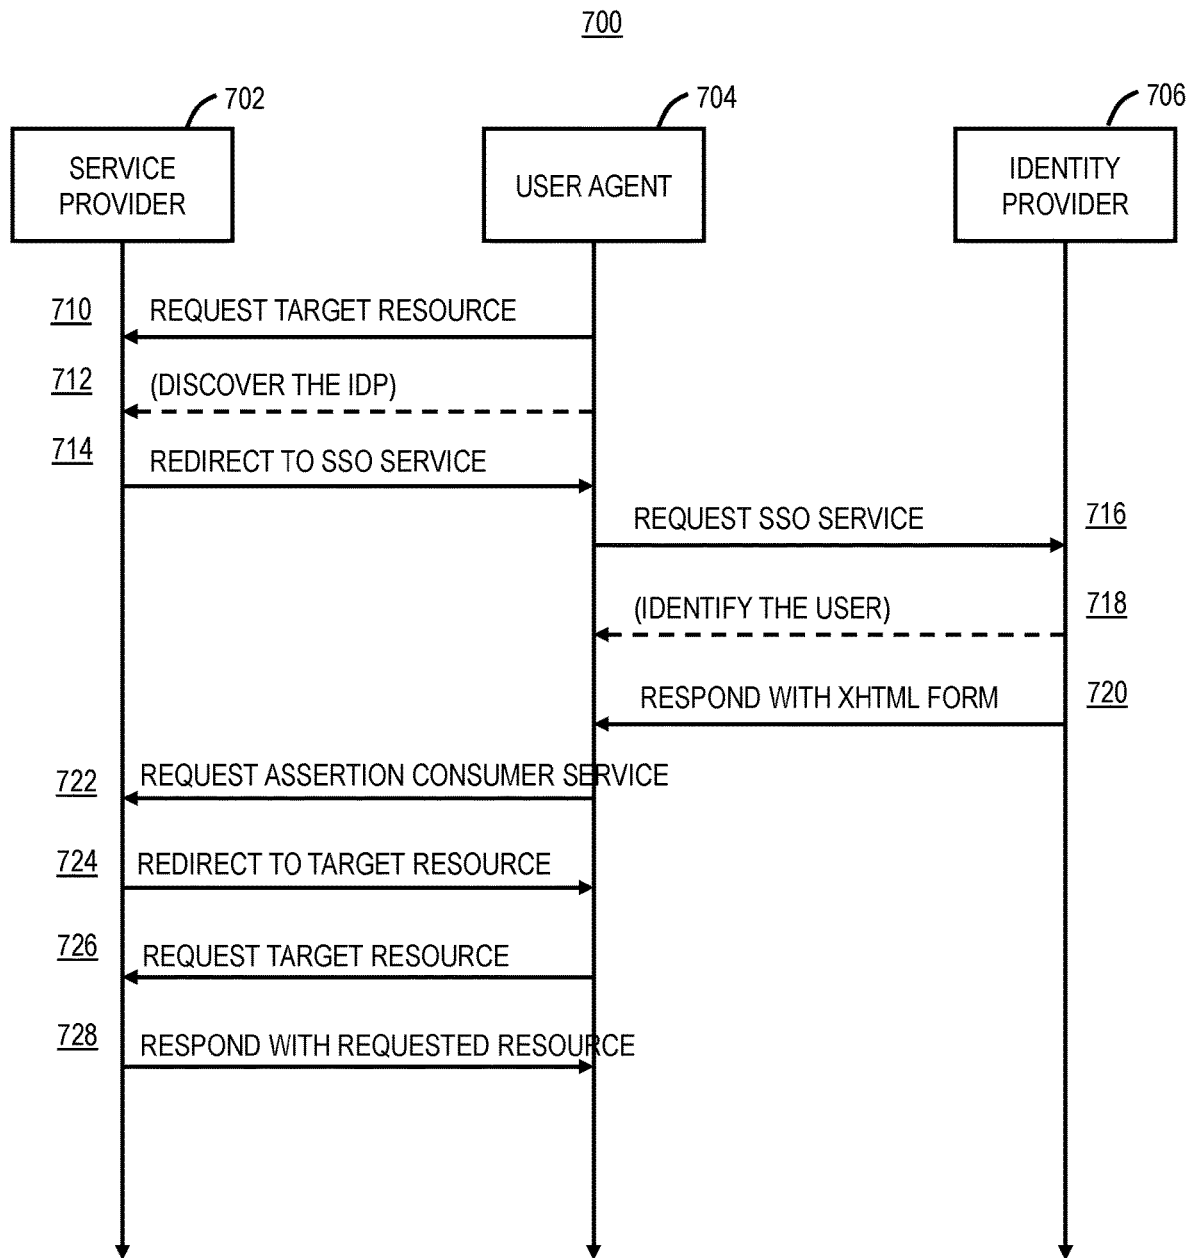 700
702
704
706
SERVICE
PROVIDER
USER AGENT
IDENTITY
PROVIDER
710
REQUEST TARGET RESOURCE
712
(DISCOVER THE IDP)
714
REDIRECT TO SSO SERVICE
REQUEST SSO SERVICE
716
(IDENTIFY THE USER)
718
RESPOND WITH XHTML FORM
720
722
REQUEST ASSERTION CONSUMER SERVICE
724
REDIRECT TO TARGET RESOURCE
726
REQUEST TARGET RESOURCE
728
RESPOND WITH REQUESTED RESOURCE